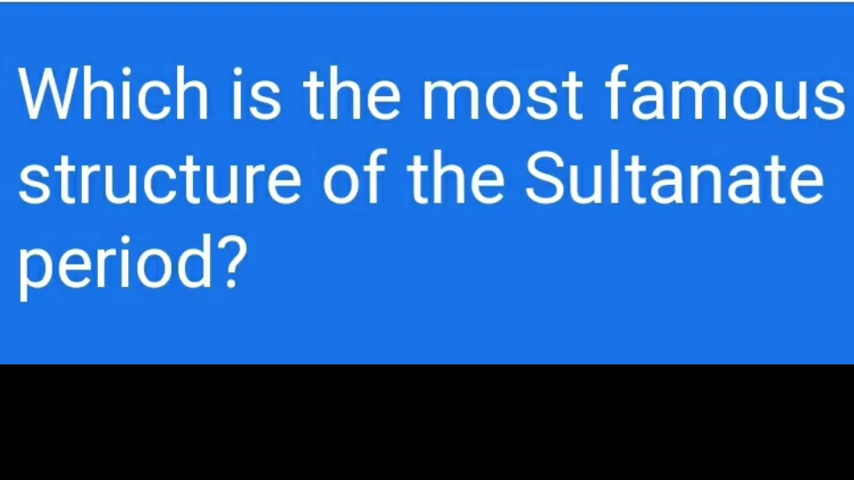 Which is the most famous
structure of the Sultanate
period?